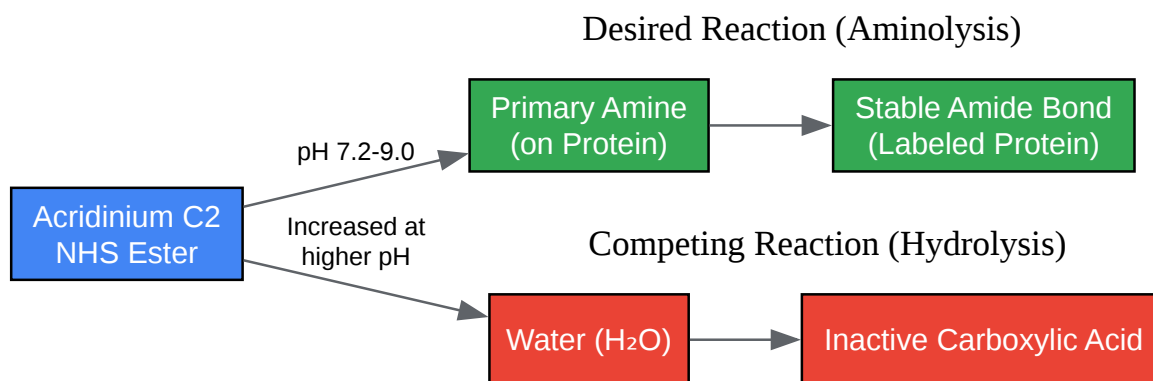 Desired Reaction (Aminolysis)
Primary Amine
(on Protein)
Stable Amide Bond
(Labeled Protein)
pH 7.2-9.0
Acridinium C2
NHS Ester
Increased at
higher pH
Competing Reaction (Hydrolysis)
Water (H₂O)
Inactive Carboxylic Acid